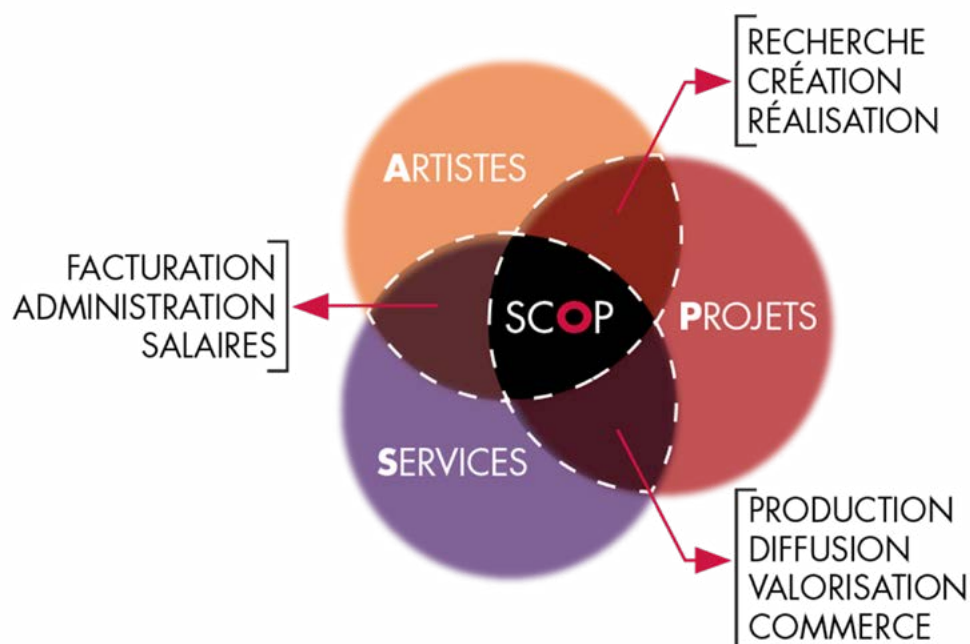 RECHERCHE
CRÉATION
RÉALISATION
ARTISTES
FACTURATION
ADMINISTRATION
SALAIRES
SCOP
PROJETS
SERVICES
PRODUCTION
DIFFUSION
VALORISATION
COMMERCE